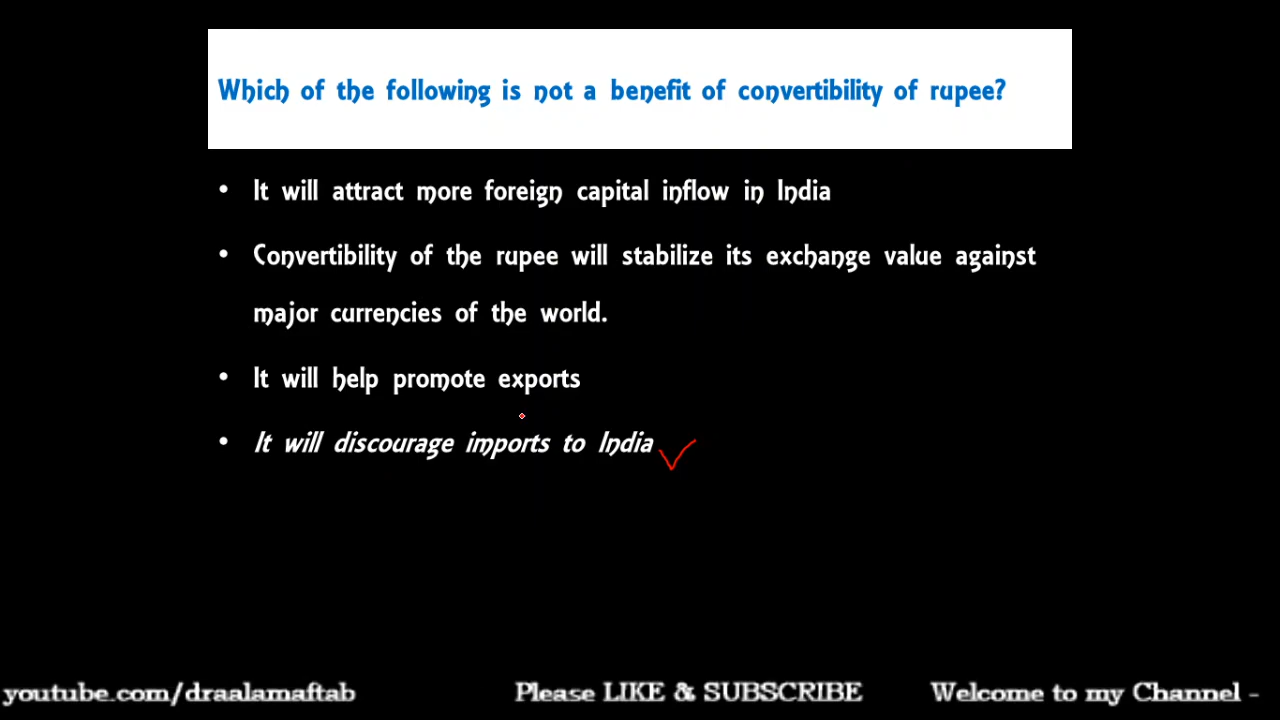 Which of the following is not a benefit of convertibility of rupee?
• It will attract more foreign capital inflow in India
• Convertibility of the rupee will stabilize its exchange value against
major currencies of the world.
• It will help promote exports
• It will discourage imports to India
youtube.com/draalamaftab Please LIKE & SUBSCRIBE Welcome to my Channel -